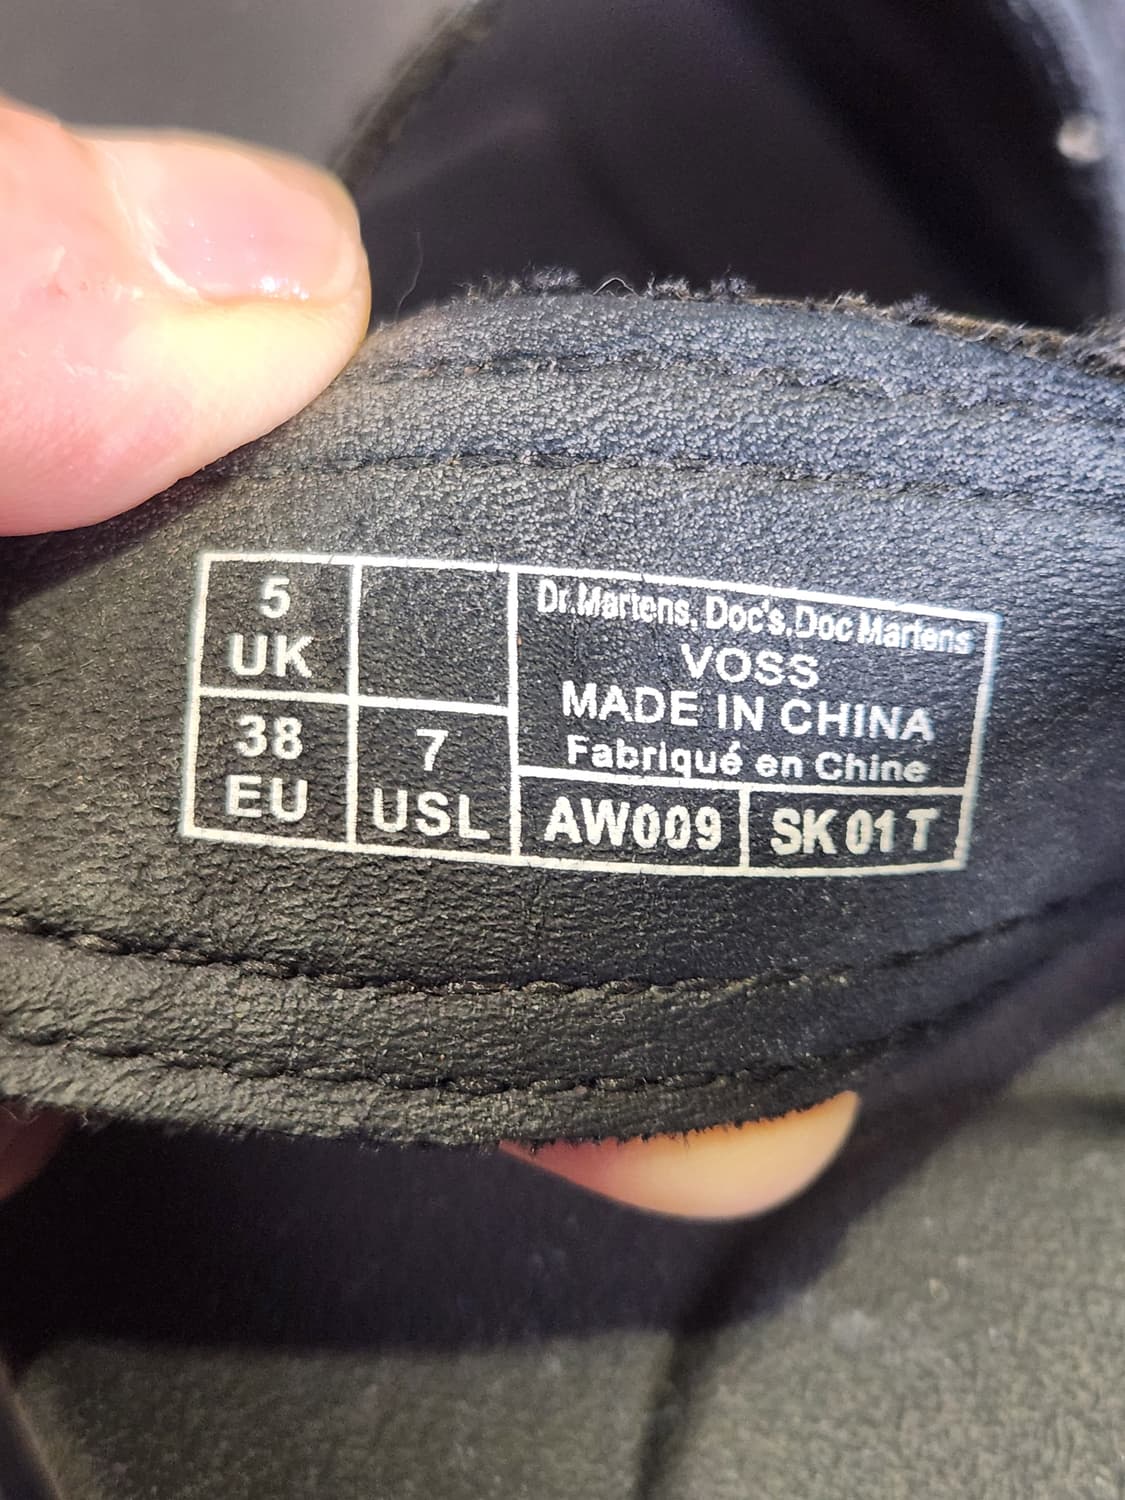 5
UK
38
EU
7
USL
Dr.Martens, Doc's, Doc Martens
VOSS
MADE IN CHINA
Fabriqué en Chine
AW009
SK 01 T